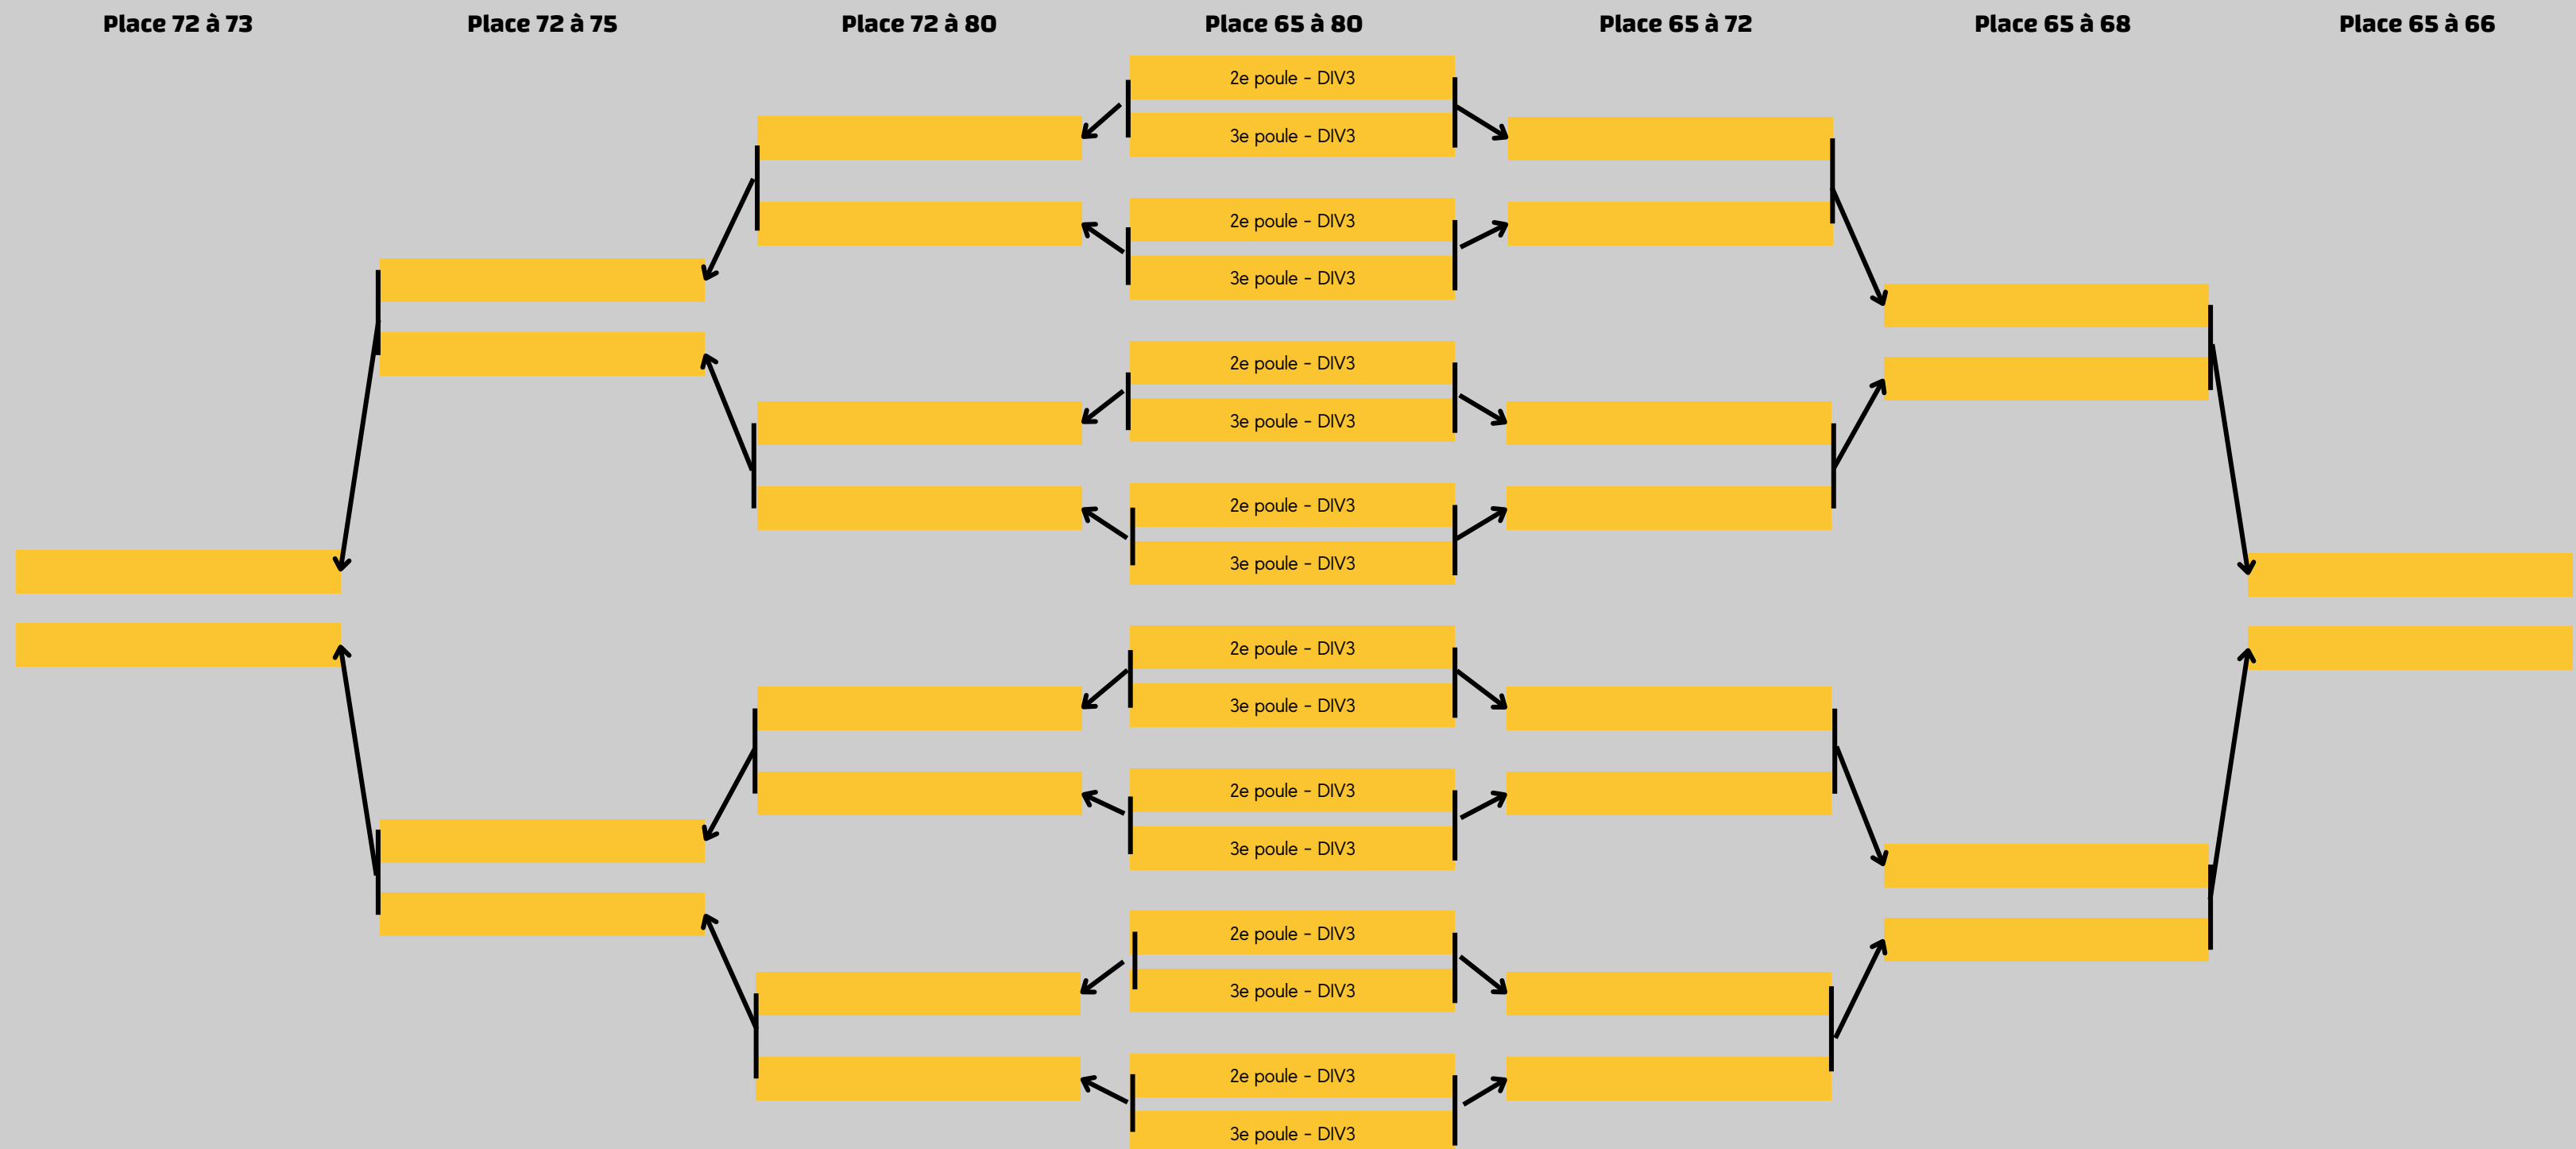 Place 72 à 73
Place 72 à 75
Place 72 à 80
Place 65 à 80
Place 65 à 72
Place 65 à 68
Place 65 à 66
2e poule - DIV3
3e poule - DIV3
2e poule - DIV3
3e poule - DIV3
2e poule - DIV3
3e poule - DIV3
2e poule - DIV3
3e poule - DIV3
2e poule - DIV3
3e poule - DIV3
2e poule - DIV3
3e poule - DIV3
2e poule - DIV3
3e poule - DIV3
2e poule - DIV3
3e poule - DIV3